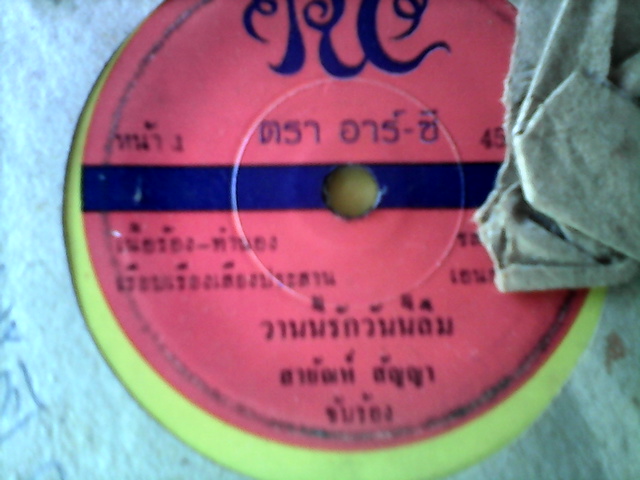 ตรา อาร์-ซี
หน้า 1 45
เนื้อร้อง-ทำนอง
เรียบเรียงเสียงประสาน
วานนี้รักวันนี้ลืม
สายัณห์ สัญญา
ขับร้อง